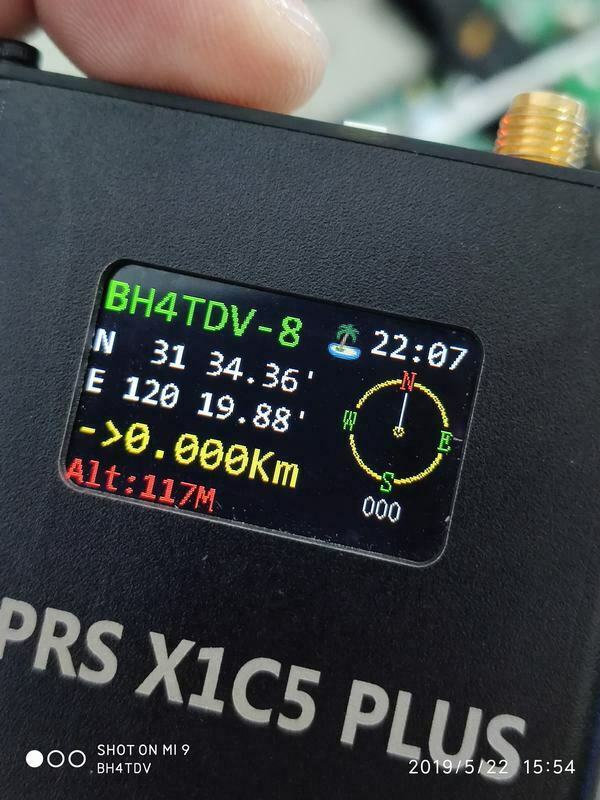 BH4TDV-8
22:07
N 31 34.36'
E 120 19.88'
->0.000Km
Alt:117M
N
W
E
S
000
PRS X1C5 PLUS
SHOT ON MI 9
BH4TDV
2019/5/22 15:54